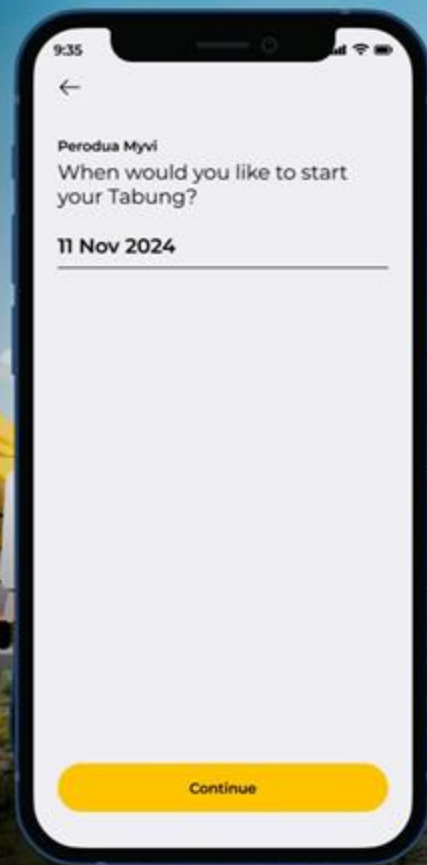 9:35
Perodua Myvi
When would you like to start
your Tabung?
11 Nov 2024
Continue